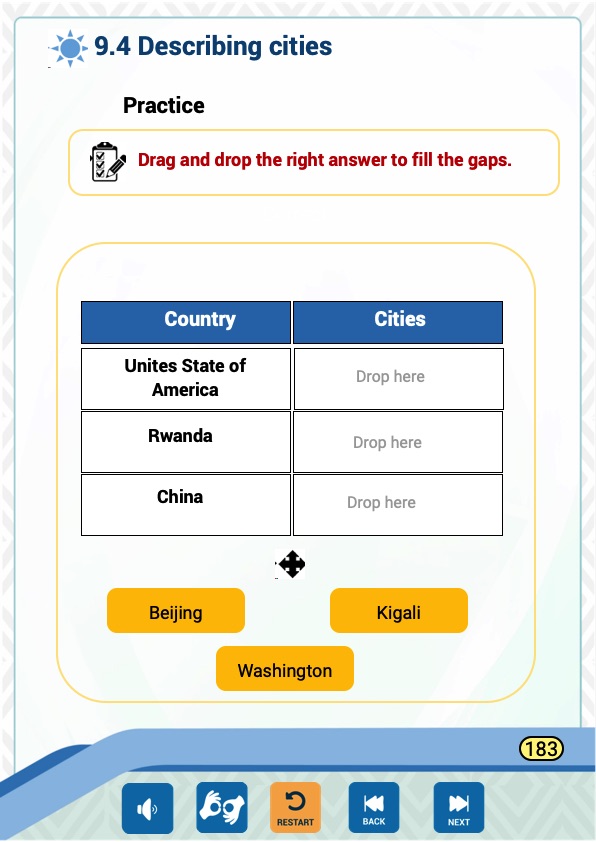 9.4 Describing cities
Practice
Drag and drop the right answer to fill the gaps.
Country
Cities
Unites State of
America
Drop here
Rwanda
Drop here
China
Drop here
Beijing
Kigali
Washington
183
RESTART
BACK
NEXT